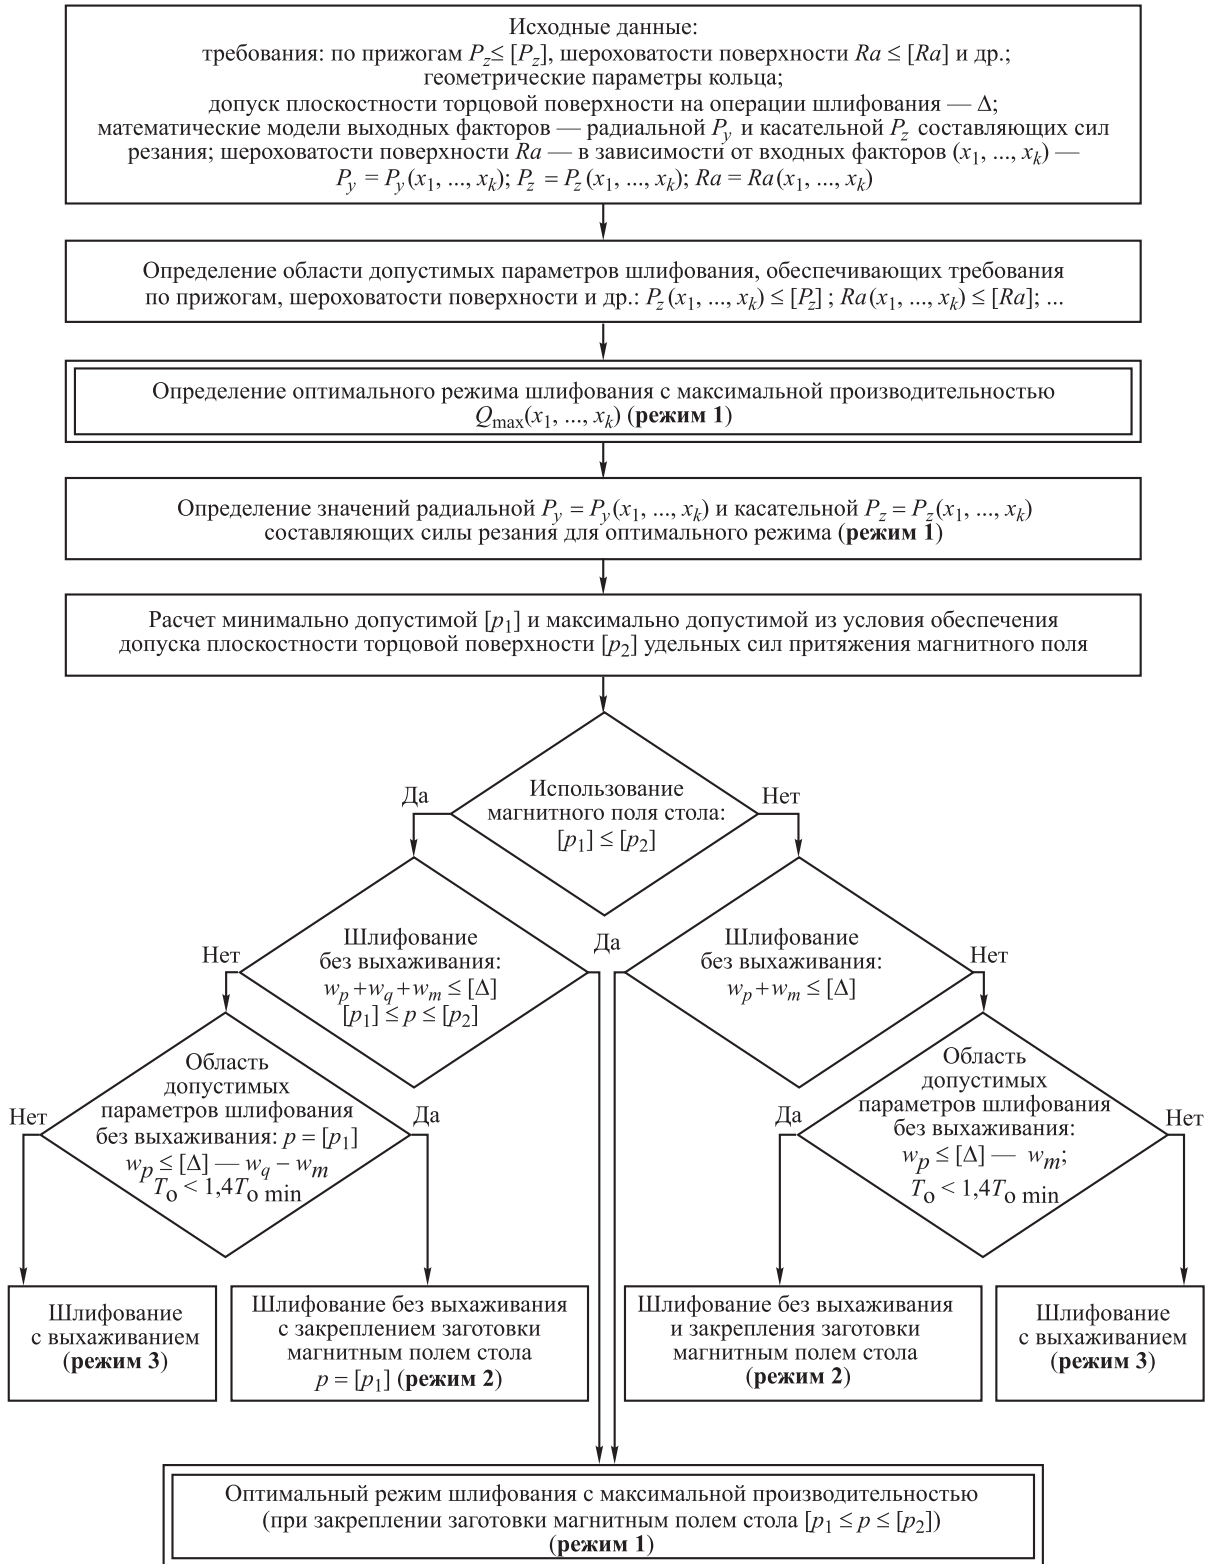 Исходные данные:
требования: по прижогам P_z≤ [P_z], шероховатости поверхности Ra ≤ [Ra] и др.;
геометрические параметры кольца;
допуск плоскостности торцовой поверхности на операции шлифования — Δ;
математические модели выходных факторов — радиальной P_y и касательной P_z составляющих сил
резания; шероховатости поверхности Ra — в зависимости от входных факторов (x_1, ..., x_k) —
P_y = P_y(x_1, ..., x_k); P_z = P_z(x_1, ..., x_k); Ra = Ra(x_1, ..., x_k)
Определение области допустимых параметров шлифования, обеспечивающих требования
по прижогам, шероховатости поверхности и др.: P_z(x_1, ..., x_k) ≤ [P_z] ; Ra(x_1, ..., x_k) ≤ [Ra]; ...
Определение оптимального режима шлифования с максимальной производительностью
Q_max(x_1, ..., x_k) (режим 1)
Определение значений радиальной P_y = P_y(x_1, ..., x_k) и касательной P_z = P_z(x_1, ..., x_k)
составляющих силы резания для оптимального режима (режим 1)
Расчет минимально допустимой [p_1] и максимально допустимой из условия обеспечения
допуска плоскостности торцовой поверхности [p_2] удельных сил притяжения магнитного поля
Использование
магнитного поля стола:
[p_1] ≤ [p_2]
Да
Нет
Шлифование
без выхаживания:
w_p + w_q + w_m ≤ [Δ]
[p_1] ≤ p ≤ [p_2]
Нет
Да
Шлифование
без выхаживания:
w_p + w_m ≤ [Δ]
Нет
Область
допустимых
параметров шлифования
без выхаживания: p = [p_1]
w_p ≤ [Δ] — w_q − w_m
T_о < 1,4T_о min
Нет
Да
Область
допустимых
параметров шлифования
без выхаживания:
w_p ≤ [Δ] — w_m;
T_о < 1,4T_о min
Да
Нет
Шлифование
с выхаживанием
(режим 3)
Шлифование без выхаживания
с закреплением заготовки
магнитным полем стола
p = [p_1] (режим 2)
Шлифование без выхаживания
и закрепления заготовки
магнитным полем стола
(режим 2)
Шлифование
с выхаживанием
(режим 3)
Оптимальный режим шлифования с максимальной производительностью
(при закреплении заготовки магнитным полем стола [p_1 ≤ p ≤ [p_2])
(режим 1)